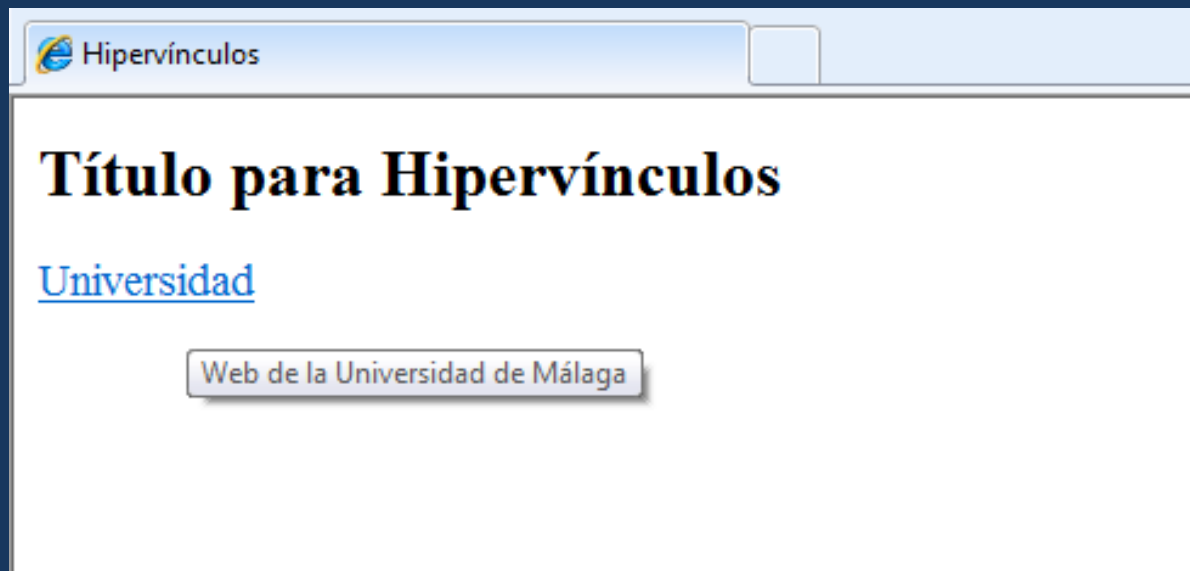 Hipervínculos
Título para Hipervínculos
Universidad
Web de la Universidad de Málaga